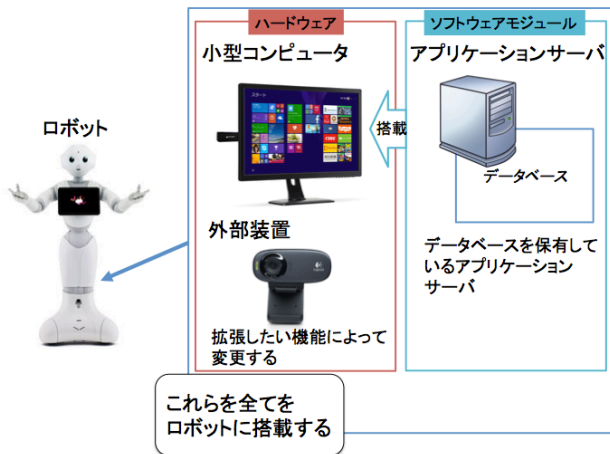 ハードウェア
ソフトウェアモジュール
小型コンピュータ
アプリケーションサーバ
スタート
搭載
ロボット
データベース
外部装置
データベースを保有して
いるアプリケーション
サーバ
拡張したい機能によって
変更する
これらを全てを
ロボットに搭載する